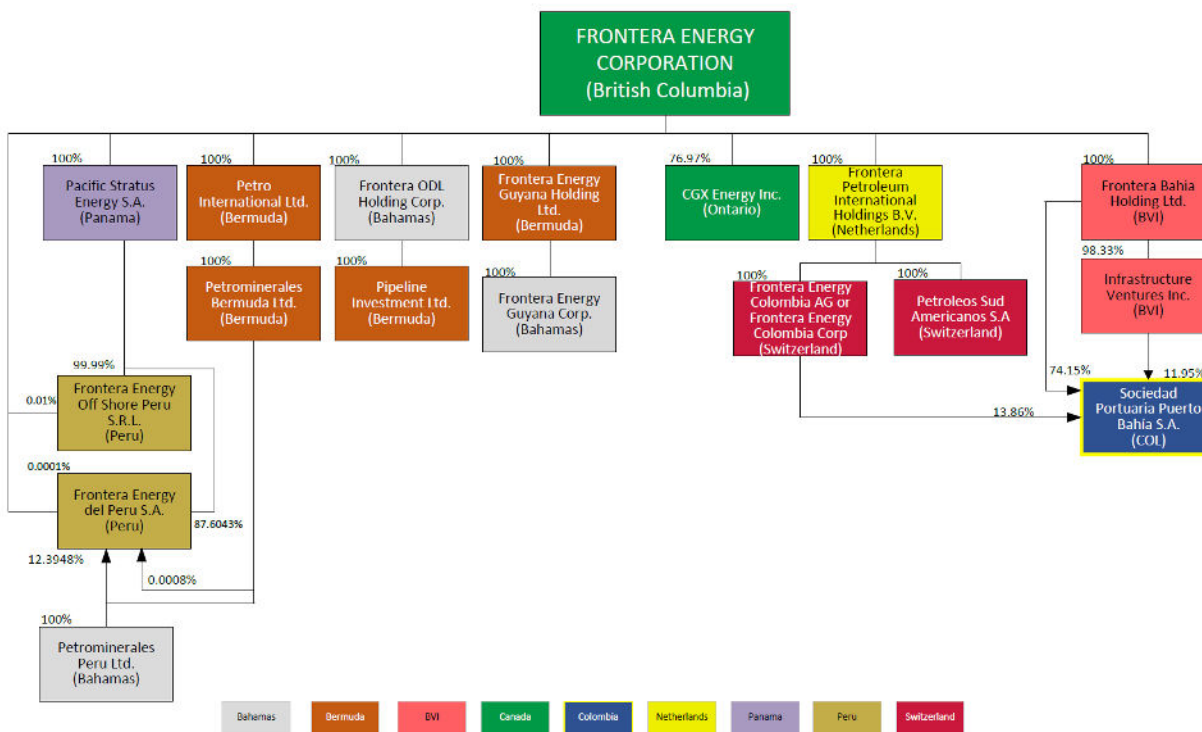 FRONTERA ENERGY
CORPORATION
(British Columbia)
100%
Pacific Stratus
Energy S.A.
(Panama)
100%
Petro
International Ltd.
(Bermuda)
100%
Frontera ODL
Holding Corp.
(Bahamas)
100%
Frontera Energy
Guyana Holding
Ltd.
(Bermuda)
76.97%
CGX Energy Inc.
(Ontario)
100%
Frontera
Petroleum
International
Holdings B.V.
(Netherlands)
100%
Frontera Bahia
Holding Ltd.
(BVI)
100%
Petrominerales
Bermuda Ltd.
(Bermuda)
100%
Pipeline
Investment Ltd.
(Bermuda)
100%
Frontera Energy
Guyana Corp.
(Bahamas)
100%
Frontera Energy
Colombia AG or
Frontera Energy
Colombia Corp
(Switzerland)
100%
Petroleos Sud
Americanos S.A
(Switzerland)
98.33%
Infrastructure
Ventures Inc.
(BVI)
99.99%
0.01%
Frontera Energy
Off Shore Peru
S.R.L.
(Peru)
74.15%
11.95%
13.86%
Sociedad
Portuaria Puerto
Bahía S.A.
(COL)
0.0001%
Frontera Energy
del Peru S.A.
(Peru)
87.6043%
12.3948%
0.0008%
100%
Petrominerales
Peru Ltd.
(Bahamas)
Bahamas
Bermuda
BVI
Canada
Colombia
Netherlands
Panama
Peru
Switzerland